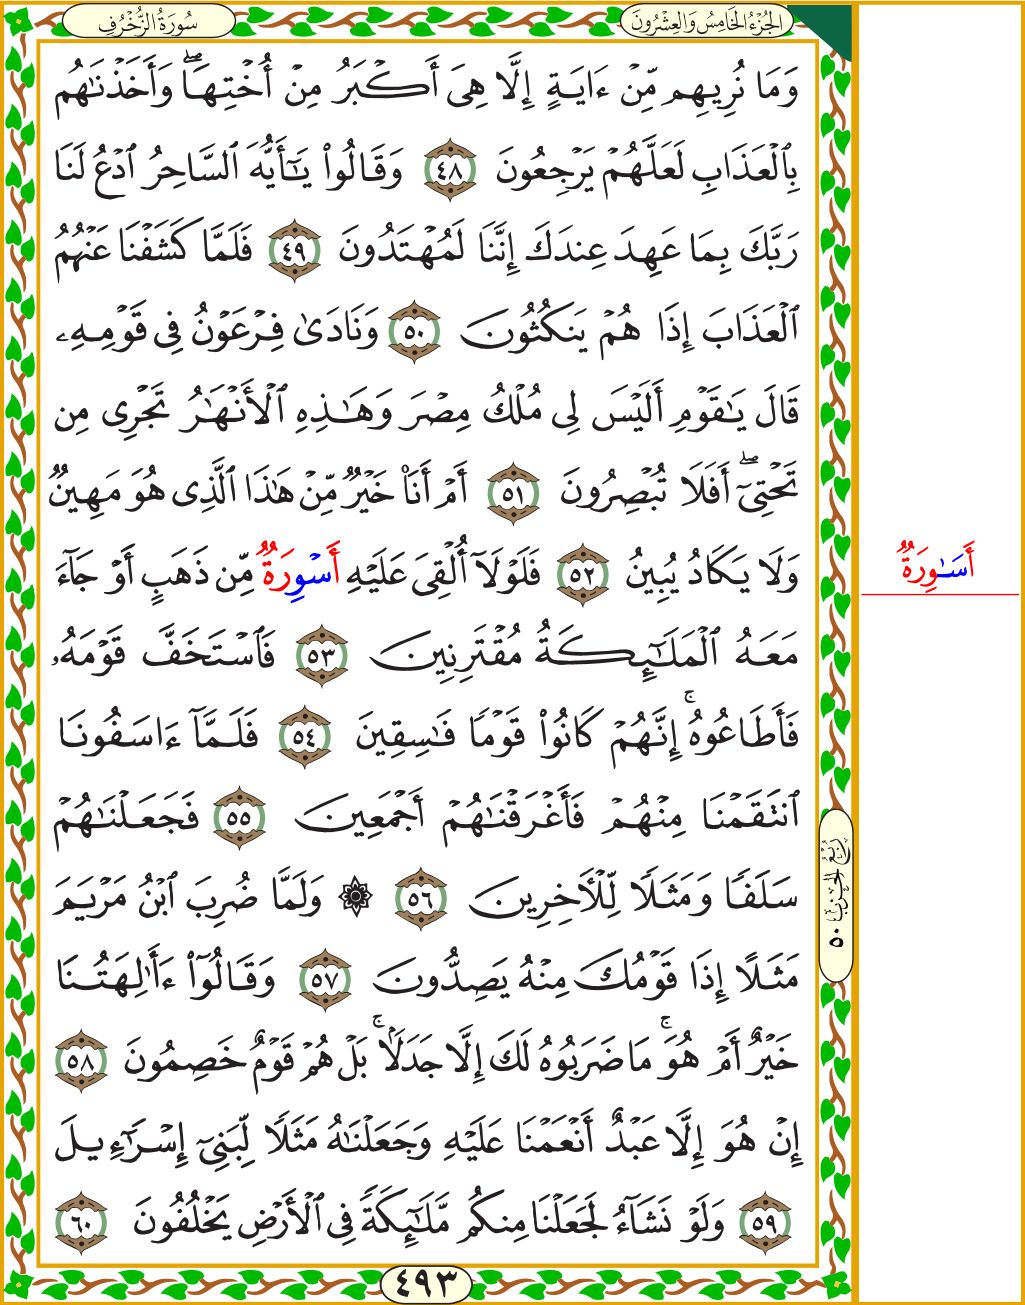 الجُزْءُ الخَامِسُ وَالعِشْرُونَ
سُورَةُ الزُّخْرُفِ
وَمَا نُرِيهِم مِّنْ ءَايَةٍ إِلَّا هِىَ أَكْبَرُ مِنْ أُخْتِهَاۖ وَأَخَذْنَٰهُم
بِٱلْعَذَابِ لَعَلَّهُمْ يَرْجِعُونَ ٤٨ وَقَالُوا۟ يَٰٓأَيُّهَ ٱلسَّاحِرُ ٱدْعُ لَنَا
رَبَّكَ بِمَا عَهِدَ عِندَكَ إِنَّنَا لَمُهْتَدُونَ ٤٩ فَلَمَّا كَشَفْنَا عَنْهُمُ
ٱلْعَذَابَ إِذَا هُمْ يَنكُثُونَ ٥٠ وَنَادَىٰ فِرْعَوْنُ فِى قَوْمِهِۦ
قَالَ يَٰقَوْمِ أَلَيْسَ لِى مُلْكُ مِصْرَ وَهَٰذِهِ ٱلْأَنْهَٰرُ تَجْرِى مِن
تَحْتِىٓۖ أَفَلَا تُبْصِرُونَ ٥١ أَمْ أَنَا۠ خَيْرٌ مِّنْ هَٰذَا ٱلَّذِى هُوَ مَهِينٌ
وَلَا يَكَادُ يُبِينُ ٥٢ فَلَوْلَآ أُلْقِىَ عَلَيْهِ أَسْوِرَةٌ مِّن ذَهَبٍ أَوْ جَآءَ
أَسَٰوِرَةٌ
مَعَهُ ٱلْمَلَٰٓئِكَةُ مُقْتَرِنِينَ ٥٣ فَٱسْتَخَفَّ قَوْمَهُۥ
فَأَطَاعُوهُۚ إِنَّهُمْ كَانُوا۟ قَوْمًا فَٰسِقِينَ ٥٤ فَلَمَّآ ءَاسَفُونَا
ٱنتَقَمْنَا مِنْهُمْ فَأَغْرَقْنَٰهُمْ أَجْمَعِينَ ٥٥ فَجَعَلْنَٰهُمْ
سَلَفًا وَمَثَلًا لِّلْءَاخِرِينَ ٥٦ ۞ وَلَمَّا ضُرِبَ ٱبْنُ مَرْيَمَ
مَثَلًا إِذَا قَوْمُكَ مِنْهُ يَصِدُّونَ ٥٧ وَقَالُوٓا۟ ءَأَٰلِهَتُنَا
خَيْرٌ أَمْ هُوَۚ مَا ضَرَبُوهُ لَكَ إِلَّا جَدَلًۢاۚ بَلْ هُمْ قَوْمٌ خَصِمُونَ ٥٨
إِنْ هُوَ إِلَّا عَبْدٌ أَنْعَمْنَا عَلَيْهِ وَجَعَلْنَٰهُ مَثَلًا لِّبَنِىٓ إِسْرَٰٓءِيلَ
٥٩ وَلَوْ نَشَآءُ لَجَعَلْنَا مِنكُم مَّلَٰٓئِكَةً فِى ٱلْأَرْضِ يَخْلُفُونَ ٦٠
رُبْعُ الحِزْبِ ٥٠
٤٩٣